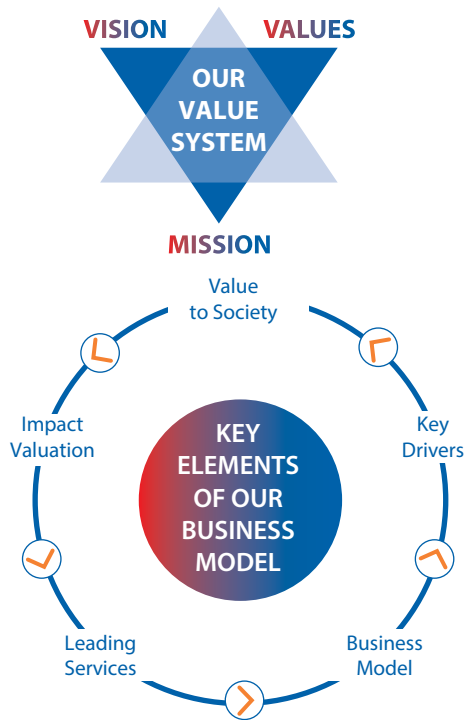 VISION
VALUES
OUR
VALUE
SYSTEM
MISSION
Value
to Society
Impact
Valuation
Key
Drivers
KEY
ELEMENTS
OF OUR
BUSINESS
MODEL
Leading
Services
Business
Model